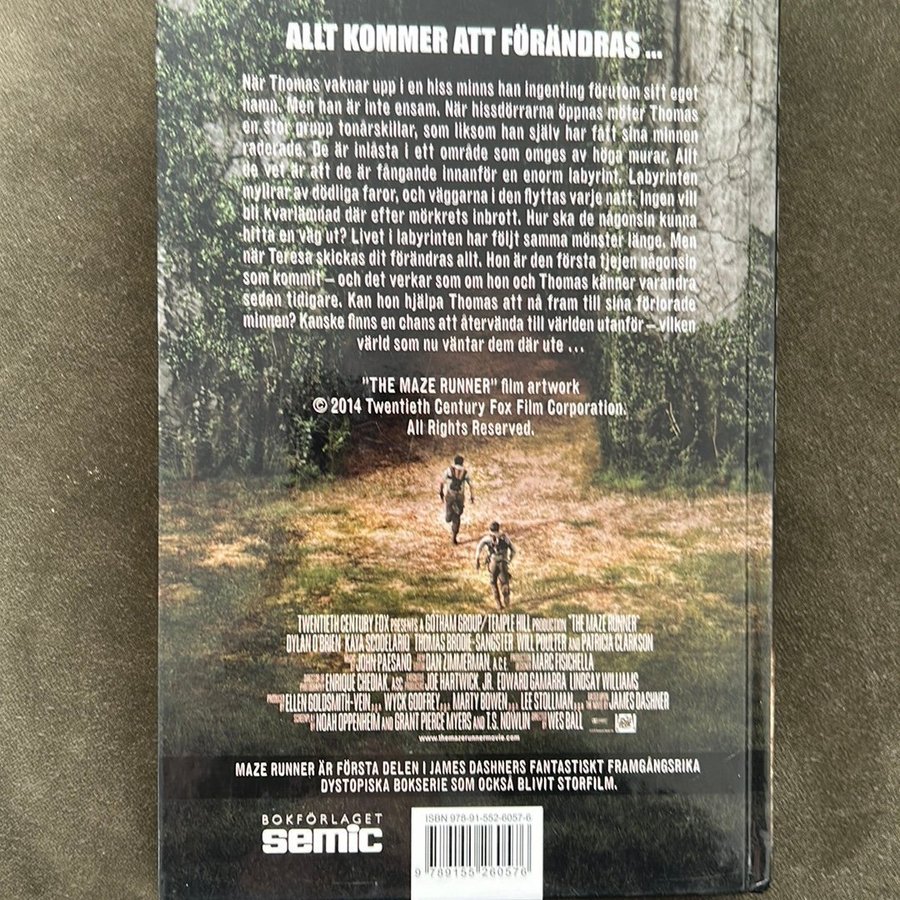 ALLT KOMMER ATT FÖRÄNDRAS ...
När Thomas vaknar upp i en hiss minns han ingenting förutom sitt eget
namn. Men han är inte ensam. När hissdörrarna öppnas möter Thomas
en stor grupp tonårskillar, som liksom han själv har fått sina minnen
raderade. De är inlåsta i ett område som omges av höga murar. Allt
de vet är att de är fångande innanför en enorm labyrint. Labyrinten
myllrar av dödliga faror, och väggarna i den flyttas varje natt. Ingen vill
bli kvarlämnad där efter mörkrets inbrott. Hur ska de någonsin kunna
hitta en väg ut? Livet i labyrinten har följt samma mönster länge. Men
när Teresa skickas dit förändras allt. Hon är den första tjejen någonsin
som kommit – och det verkar som om hon och Thomas känner varandra
sedan tidigare. Kan hon hjälpa Thomas att nå fram till sina förlorade
minnen? Kanske finns en chans att återvända till världen utanför – vilken
värld som nu väntar dem där ute ...
"THE MAZE RUNNER" film artwork
© 2014 Twentieth Century Fox Film Corporation.
All Rights Reserved.
TWENTIETH CENTURY FOX PRESENTS A GOTHAM GROUP/TEMPLE HILL PRODUCTION "THE MAZE RUNNER"
DYLAN O'BRIEN KAYA SCODELARIO THOMAS BRODIE-SANGSTER WILL POULTER AND PATRICIA CLARKSON
JOHN PAESANO DAN ZIMMERMAN, A.C.E. MARC FISICHELLA
ENRIQUE CHEDIAK, ASC JOE HARTWICK, JR. EDWARD GAMARRA LINDSAY WILLIAMS
ELLEN GOLDSMITH-VEIN WYCK GODFREY MARTY BOWEN LEE STOLLMAN JAMES DASHNER
NOAH OPPENHEIM AND GRANT PIERCE MYERS AND T.S. NOWLIN WES BALL
www.themazerunnermovie.com
MAZE RUNNER ÄR FÖRSTA DELEN I JAMES DASHNERS FANTASTISKT FRAMGÅNGSRIKA
DYSTOPISKA BOKSERIE SOM OCKSÅ BLIVIT STORFILM.
BOKFÖRLAGET
semic
ISBN 978-91-552-6057-6
9 789155 260576